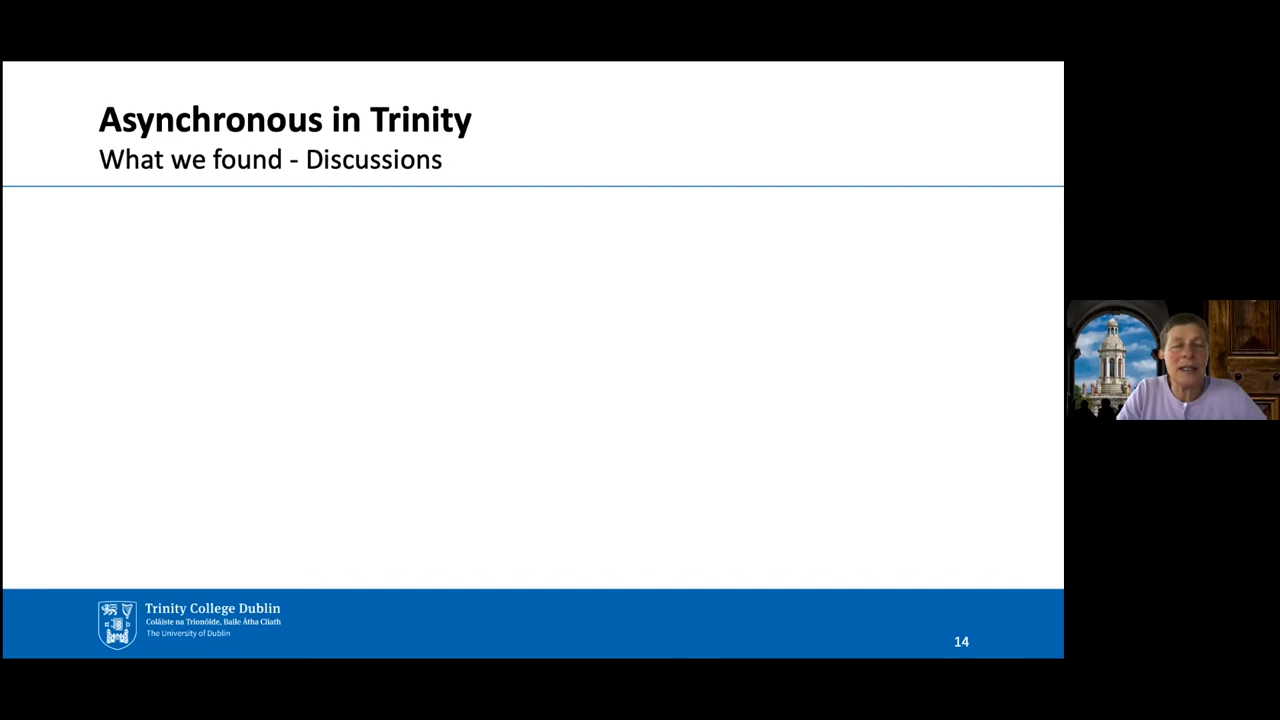 Asynchronous in Trinity
What we found - Discussions
Trinity College Dublin
Coláiste na Tríonóide, Baile Átha Cliath
The University of Dublin
14